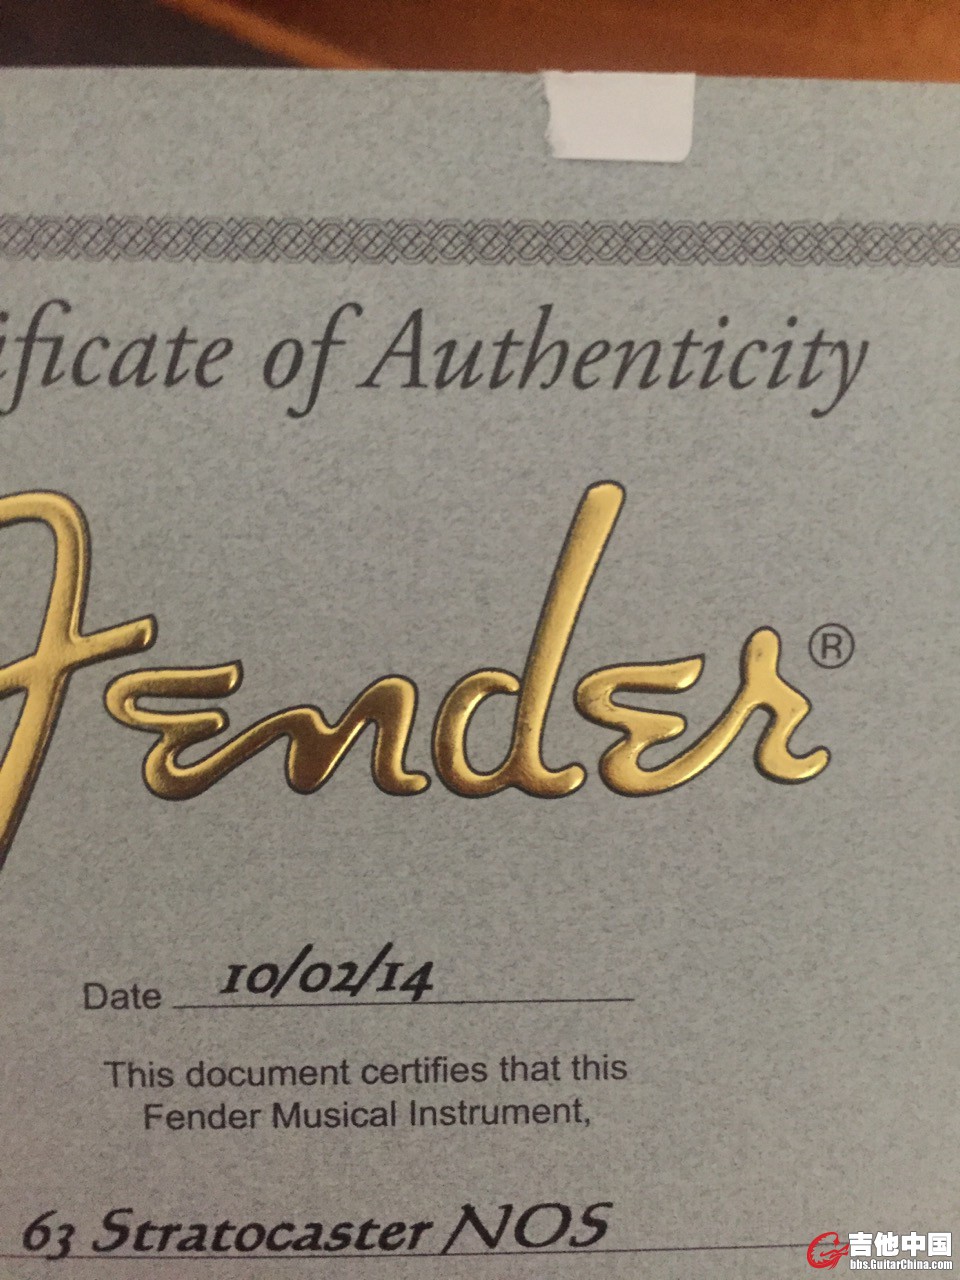 ificate of Authenticity
Fender®
Date 10/02/14
This document certifies that this
Fender Musical Instrument,
63 Stratocaster NOS
吉他中国
bbs.GuitarChina.com